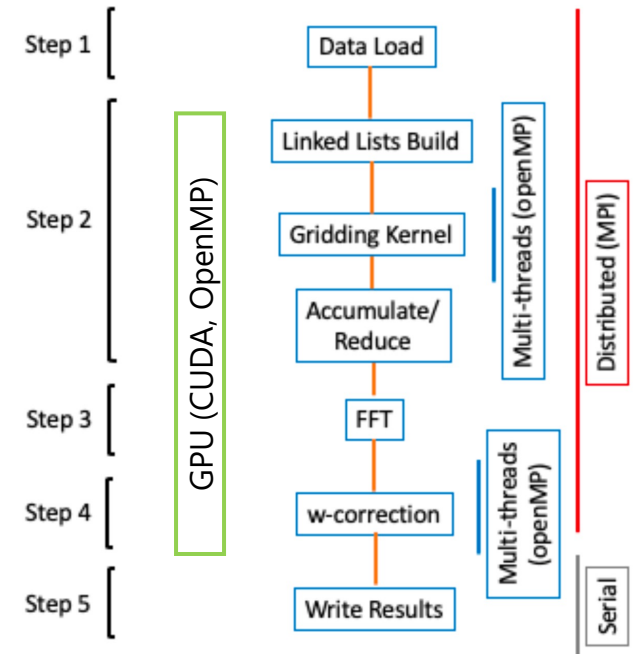 Step 1
Data Load
Linked Lists Build
Step 2
Gridding Kernel
Accumulate/
Reduce
Step 3
FFT
Step 4
w-correction
Step 5
Write Results
GPU (CUDA, OpenMP)
Multi-threads (openMP)
Multi-threads
(openMP)
Distributed (MPI)
Serial